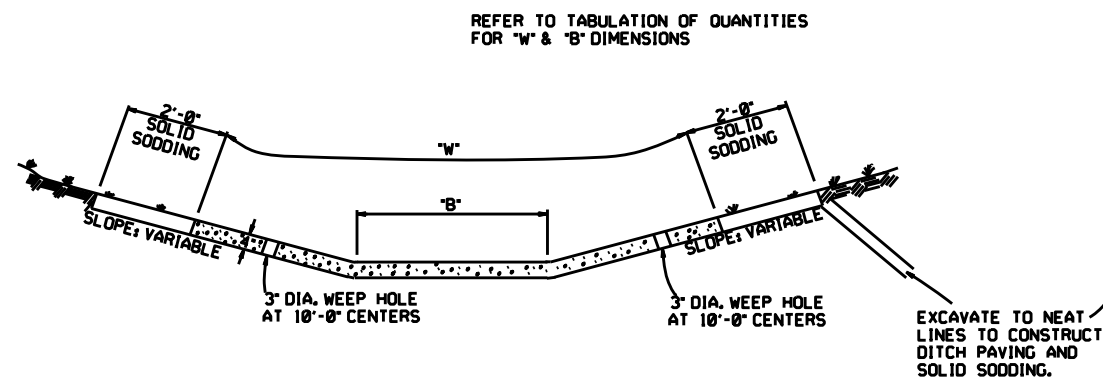 REFER TO TABULATION OF QUANTITIES
FOR "W" & "B" DIMENSIONS
2'-0"
SOLID
SODDING
2'-0"
SOLID
SODDING
"W"
"B"
SLOPE: VARIABLE
4"
SLOPE: VARIABLE
3" DIA. WEEP HOLE
AT 10'-0" CENTERS
3" DIA. WEEP HOLE
AT 10'-0" CENTERS
EXCAVATE TO NEAT
LINES TO CONSTRUCT
DITCH PAVING AND
SOLID SODDING.